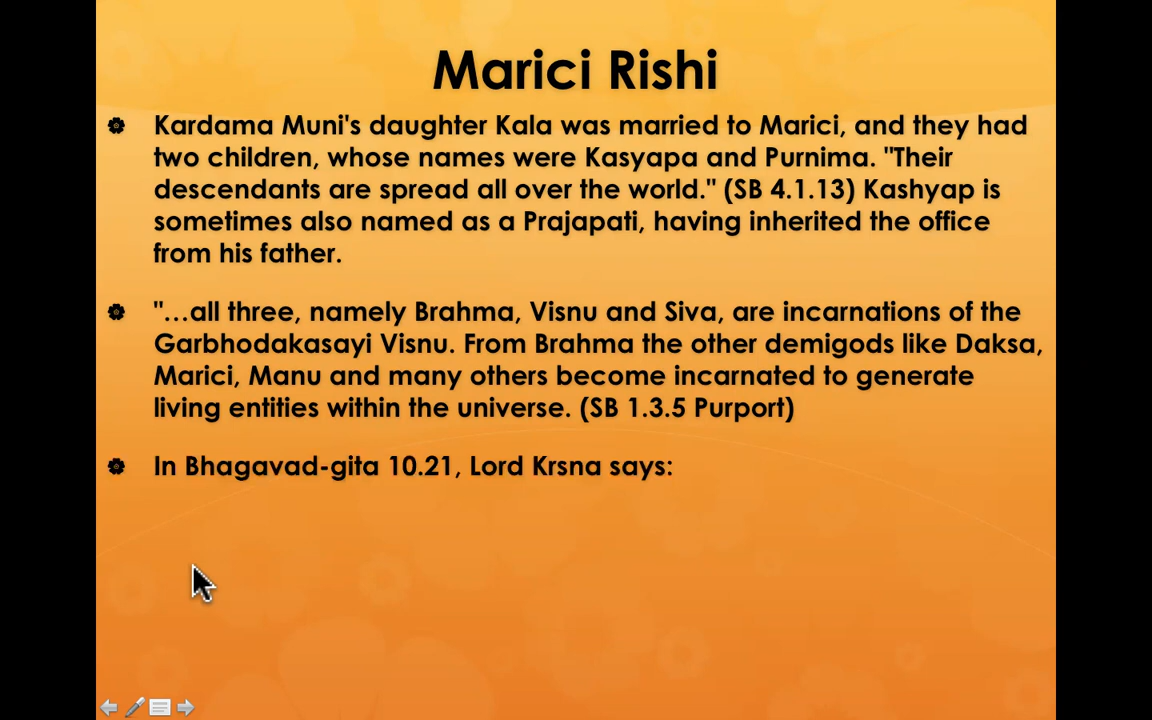 Marici Rishi
Kardama Muni's daughter Kala was married to Marici, and they had
two children, whose names were Kasyapa and Purnima. "Their
descendants are spread all over the world." (SB 4.1.13) Kashyap is
sometimes also named as a Prajapati, having inherited the office
from his father.
"…all three, namely Brahma, Visnu and Siva, are incarnations of the
Garbhodakasayi Visnu. From Brahma the other demigods like Daksa,
Marici, Manu and many others become incarnated to generate
living entities within the universe. (SB 1.3.5 Purport)
In Bhagavad-gita 10.21, Lord Krsna says: